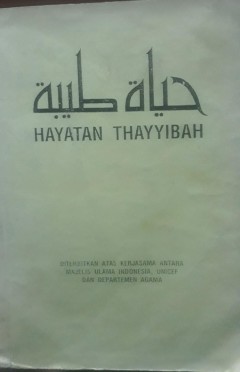 حياة طيبة
HAYATAN THAYYIBAH
DITERBITKAN ATAS KERJASAMA ANTARA
MAJELIS ULAMA INDONESIA, UNICEF
DAN DEPARTEMEN AGAMA